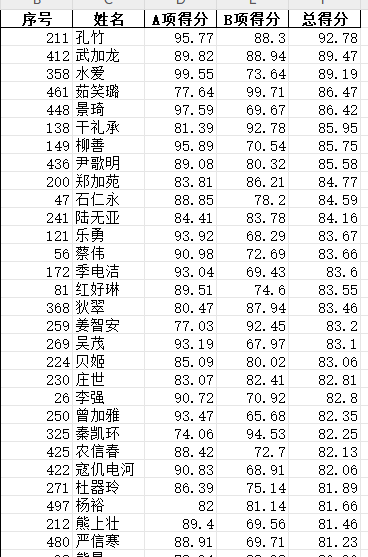 序号 姓名 A项得分 B项得分 总得分
211 孔竹 95.77 88.3 92.78
412 武加龙 89.82 88.94 89.47
358 水爱 99.55 73.64 89.19
461 茹笑璐 77.64 99.71 86.47
448 景琦 97.59 69.67 86.42
138 干礼承 81.39 92.78 85.95
149 柳善 95.89 70.54 85.75
436 尹歌明 89.08 80.32 85.58
200 郑加苑 83.81 86.21 84.77
47 石仁永 88.85 78.2 84.59
241 陆无亚 84.41 83.78 84.16
121 乐勇 93.92 68.29 83.67
56 蔡伟 90.98 72.69 83.66
172 季电洁 93.04 69.43 83.6
81 红好琳 89.51 74.6 83.55
368 狄翠 80.47 87.94 83.46
259 姜智安 77.03 92.45 83.2
269 吴茂 93.19 67.97 83.1
224 贝姬 85.09 80.02 83.06
230 庄世 83.07 82.41 82.81
26 李强 90.72 70.92 82.8
250 曾加雅 93.47 65.68 82.35
325 秦凯环 74.06 94.53 82.25
425 农信春 88.42 72.7 82.13
422 寇仉电河 90.83 68.91 82.06
271 杜器玲 86.39 75.14 81.89
497 杨裕 82 81.14 81.66
212 熊上壮 89.4 69.56 81.46
480 严信寒 88.91 69.71 81.23